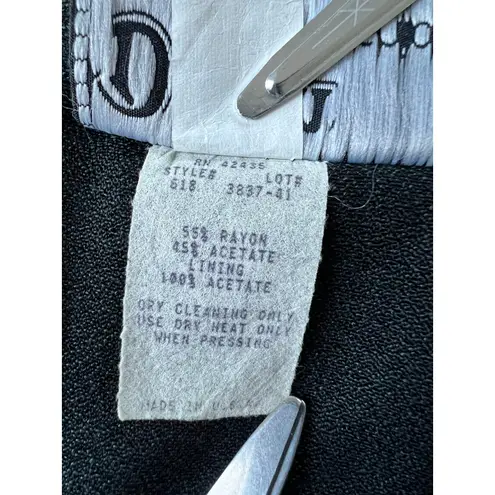 D
RN 42435
STYLE# LOT#
618 3837-41
55% RAYON
45% ACETATE
LINING
100% ACETATE
DRY CLEANING ONLY
USE DRY HEAT ONLY
WHEN PRESSING
MADE IN U.S.A.